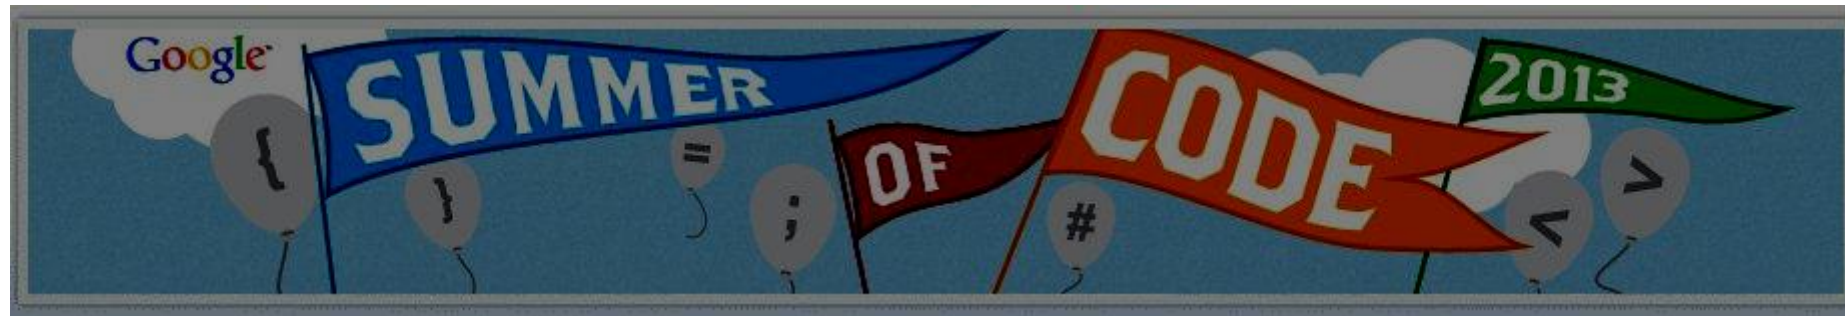 Google
SUMMER
OF
CODE
2013
{
}
=
;
#
<
>